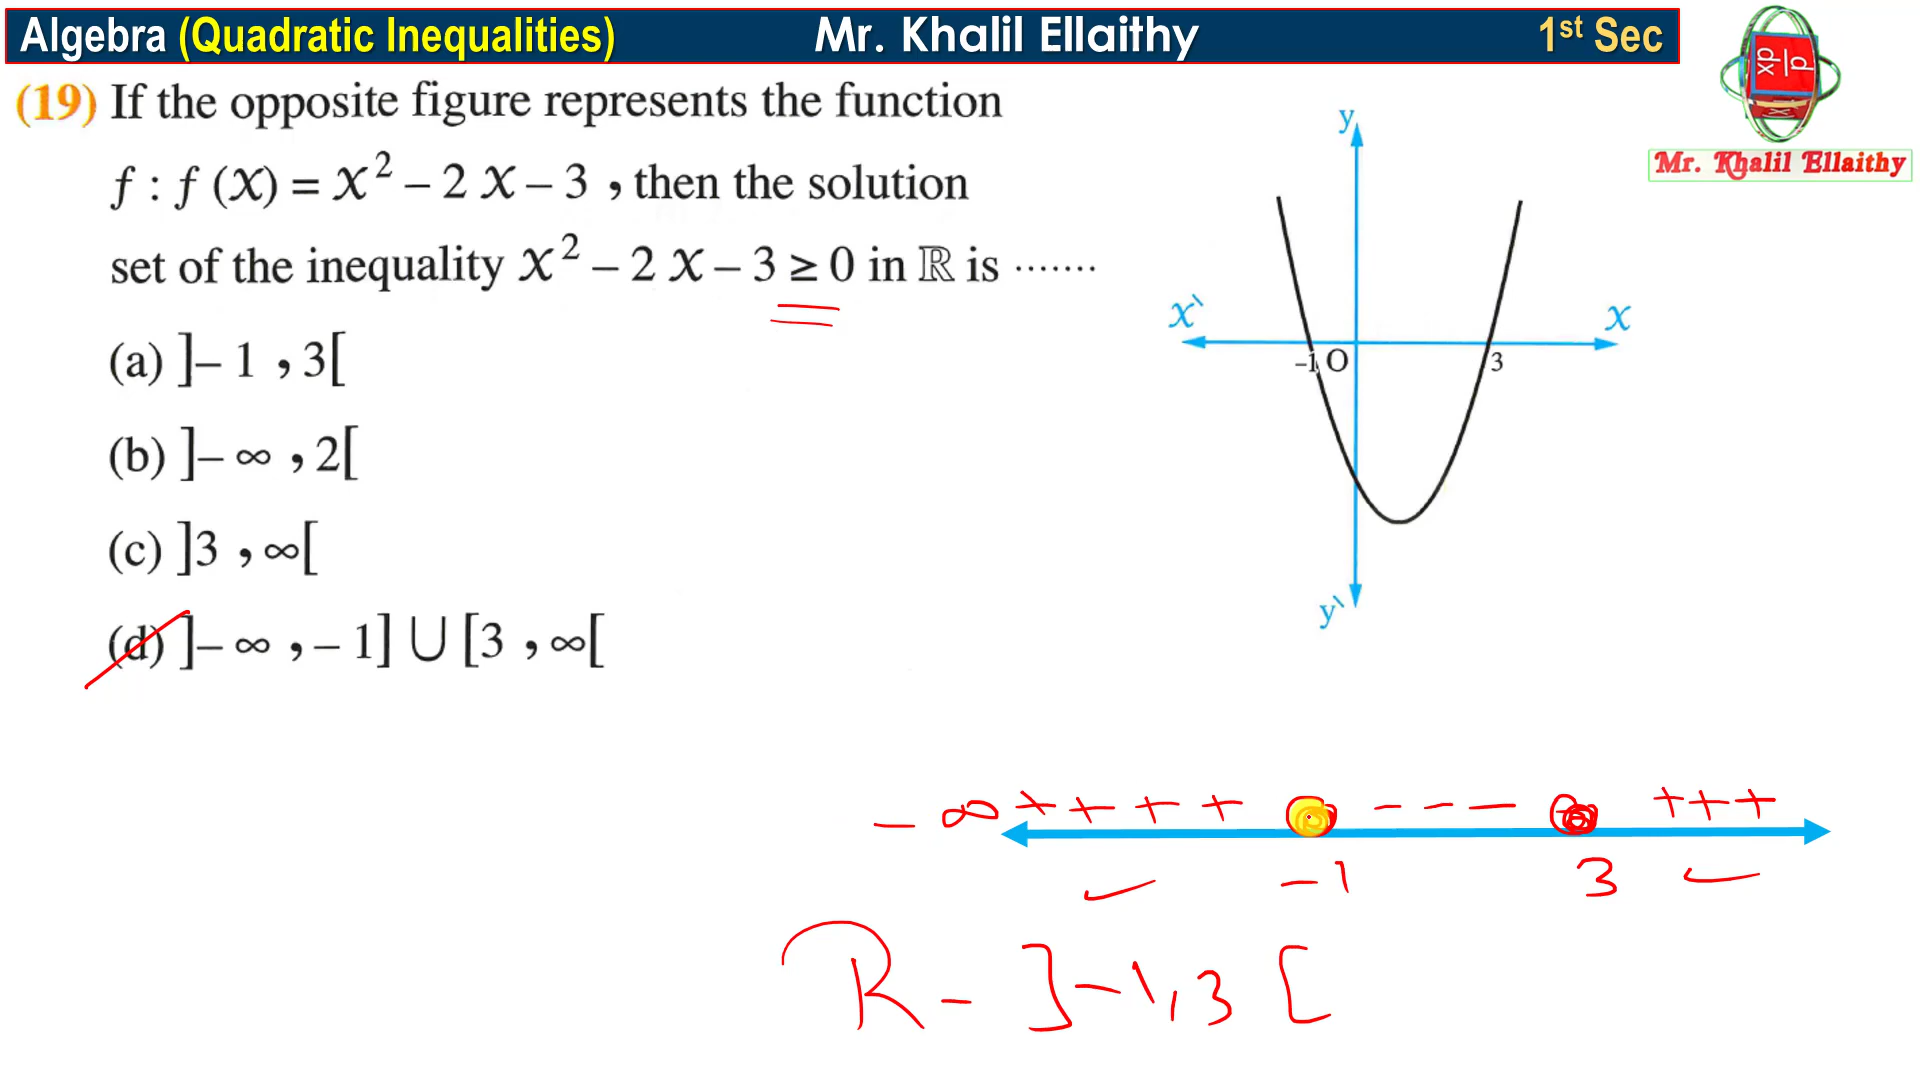 Algebra (Quadratic Inequalities) Mr. Khalil Ellaithy 1st Sec
d/dx
Mr. Khalil Ellaithy
(19) If the opposite figure represents the function
f : f (x) = x² – 2 x – 3 , then the solution
set of the inequality x² – 2 x – 3 ≥ 0 in ℝ is .......
(a) ]– 1 , 3[
(b) ]– ∞ , 2[
(c) ]3 , ∞[
(d) ]– ∞ , – 1] ∪ [3 , ∞[
y
x` x
–1 O 3
y`
– ∞ + + + + – – – + + +
–1 3
R – ]–1, 3 [